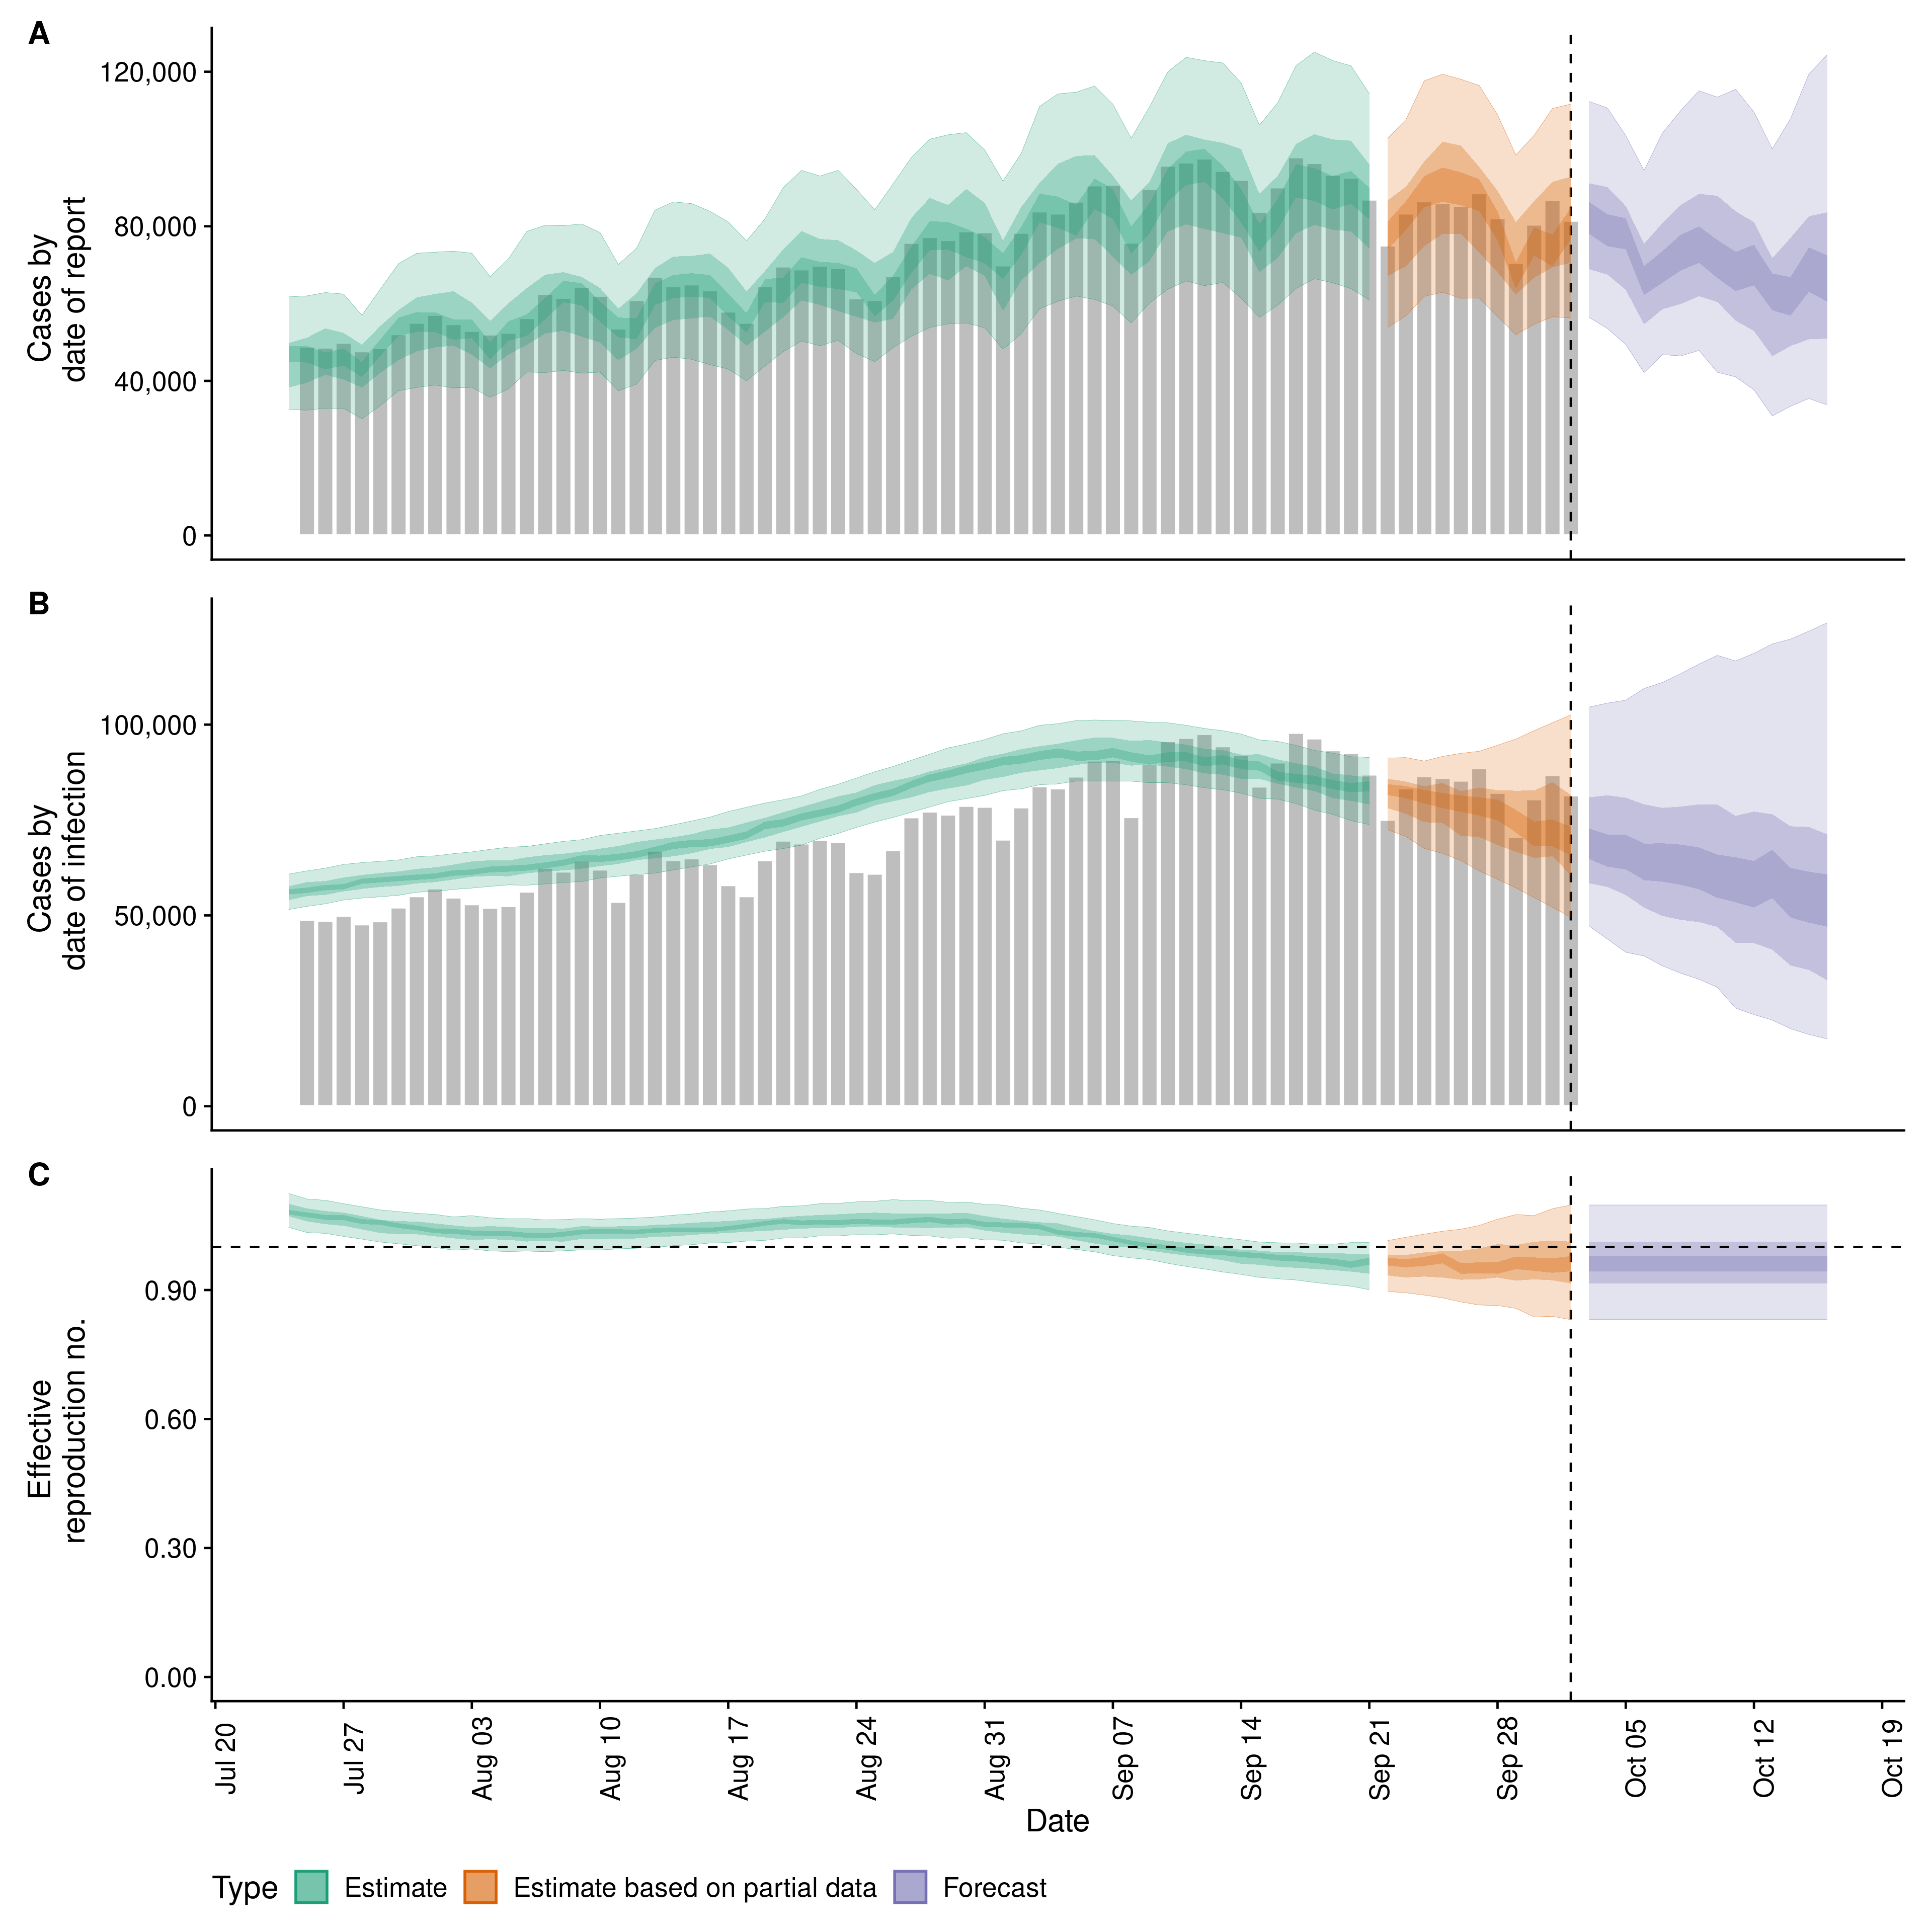 A
Cases by
date of report
120,000
80,000
40,000
0
B
Cases by
date of infection
100,000
50,000
0
C
Effective
reproduction no.
0.90
0.60
0.30
0.00
Jul 20
Jul 27
Aug 03
Aug 10
Aug 17
Aug 24
Aug 31
Sep 07
Sep 14
Sep 21
Sep 28
Oct 05
Oct 12
Oct 19
Date
Type
Estimate
Estimate based on partial data
Forecast